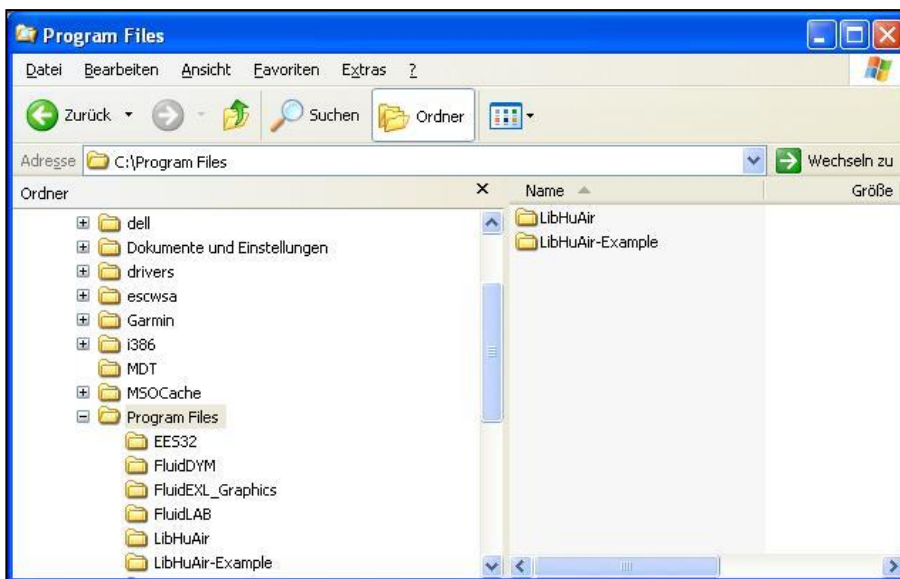 Program Files
Datei Bearbeiten Ansicht Favoriten Extras ?
Zurück Suchen Ordner
Adresse C:\Program Files Wechseln zu
Ordner x Name Größe
dell
Dokumente und Einstellungen
drivers
escwsa
Garmin
i386
MDT
MSOCache
Program Files
EES32
FluidDYM
FluidEXL_Graphics
FluidLAB
LibHuAir
LibHuAir-Example
LibHuAir
LibHuAir-Example